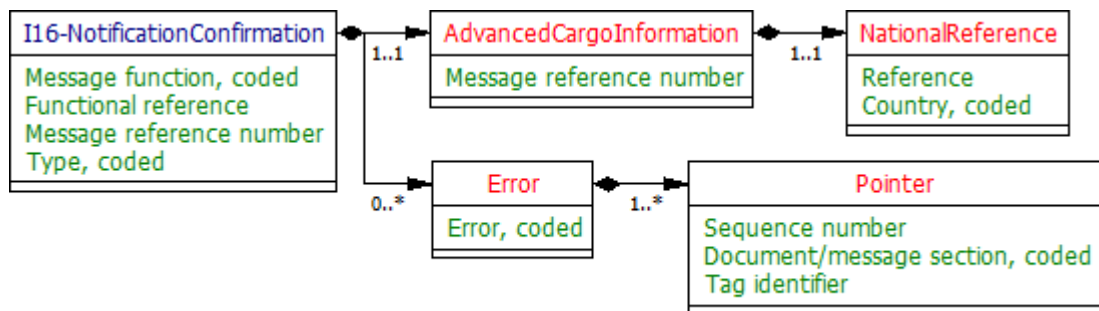 I16-NotificationConfirmation
Message function, coded
Functional reference
Message reference number
Type, coded
1..1
AdvancedCargoInformation
Message reference number
1..1
NationalReference
Reference
Country, coded
0..*
Error
Error, coded
1..*
Pointer
Sequence number
Document/message section, coded
Tag identifier